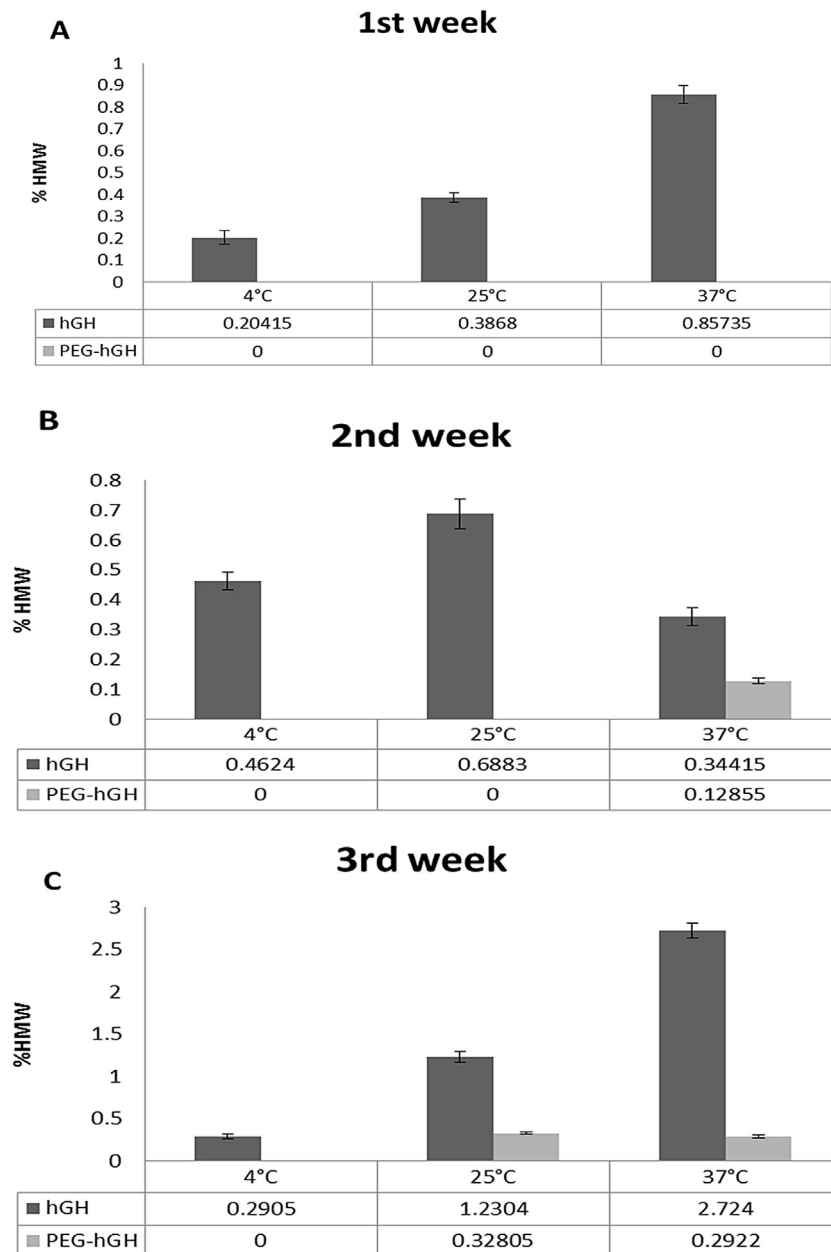 A
1st week
% HMW
1
0.9
0.8
0.7
0.6
0.5
0.4
0.3
0.2
0.1
0
4°C 25°C 37°C
hGH 0.20415 0.3868 0.85735
PEG-hGH 0 0 0
B
2nd week
% HMW
0.8
0.7
0.6
0.5
0.4
0.3
0.2
0.1
0
4°C 25°C 37°C
hGH 0.4624 0.6883 0.34415
PEG-hGH 0 0 0.12855
C
3rd week
%HMW
3
2.5
2
1.5
1
0.5
0
4°C 25°C 37°C
hGH 0.2905 1.2304 2.724
PEG-hGH 0 0.32805 0.2922